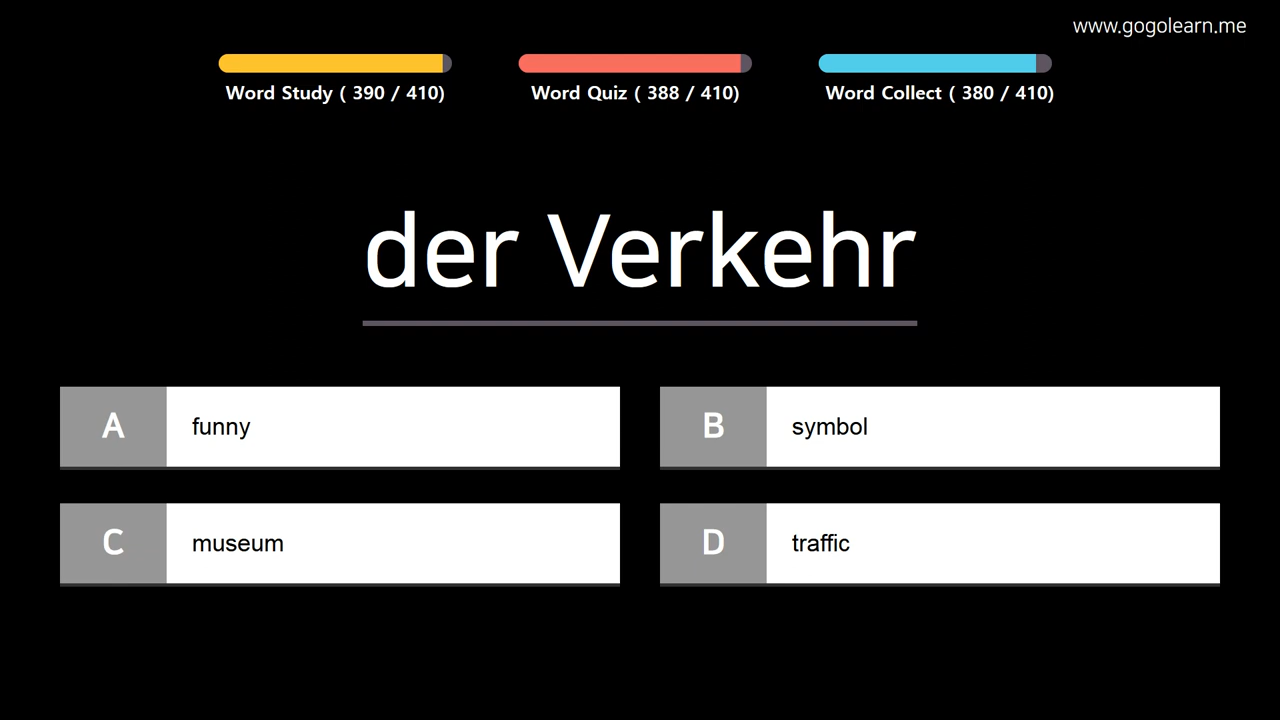 www.gogolearn.me
Word Study ( 390 / 410)
Word Quiz ( 388 / 410)
Word Collect ( 380 / 410)
der Verkehr
A funny
B symbol
C museum
D traffic